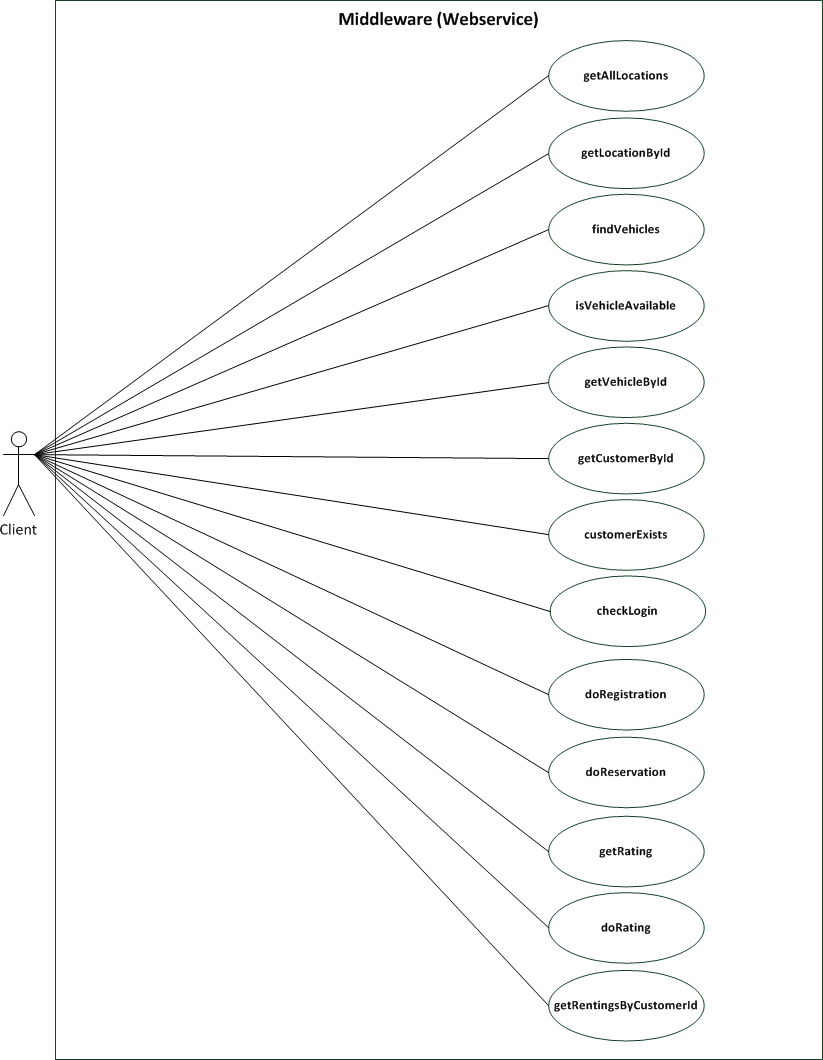 Middleware (Webservice)
getAllLocations
getLocationById
findVehicles
isVehicleAvailable
getVehicleById
getCustomerById
customerExists
checkLogin
doRegistration
doReservation
getRating
doRating
getRentingsByCustomerId
Client